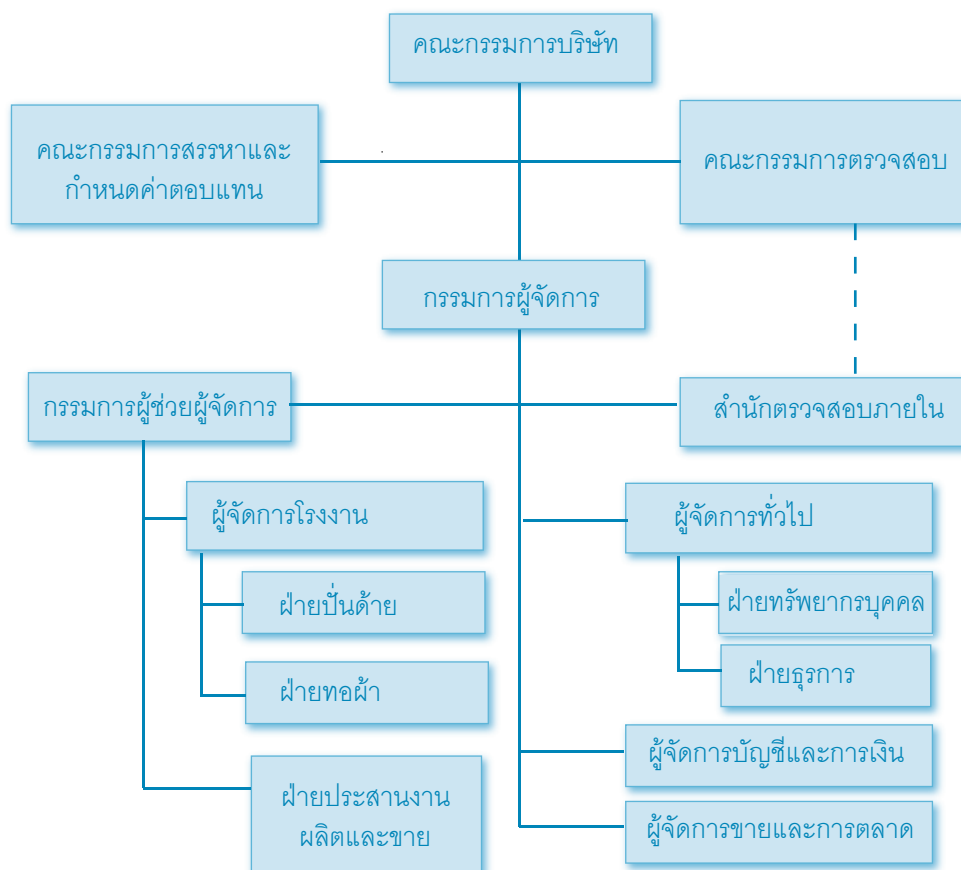 คณะกรรมการบริษัท
คณะกรรมการสรรหาและ
กำหนดค่าตอบแทน
คณะกรรมการตรวจสอบ
กรรมการผู้จัดการ
กรรมการผู้ช่วยผู้จัดการ
สำนักตรวจสอบภายใน
ผู้จัดการโรงงาน
ฝ่ายปั่นด้าย
ฝ่ายทอผ้า
ฝ่ายประสานงาน
ผลิตและขาย
ผู้จัดการทั่วไป
ฝ่ายทรัพยากรบุคคล
ฝ่ายธุรการ
ผู้จัดการบัญชีและการเงิน
ผู้จัดการขายและการตลาด